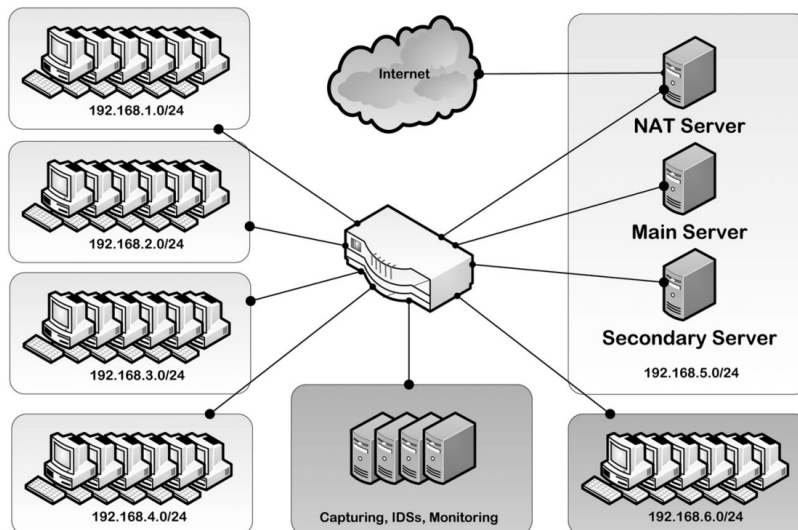 192.168.1.0/24
192.168.2.0/24
192.168.3.0/24
192.168.4.0/24
Internet
Capturing, IDSs, Monitoring
NAT Server
Main Server
Secondary Server
192.168.5.0/24
192.168.6.0/24